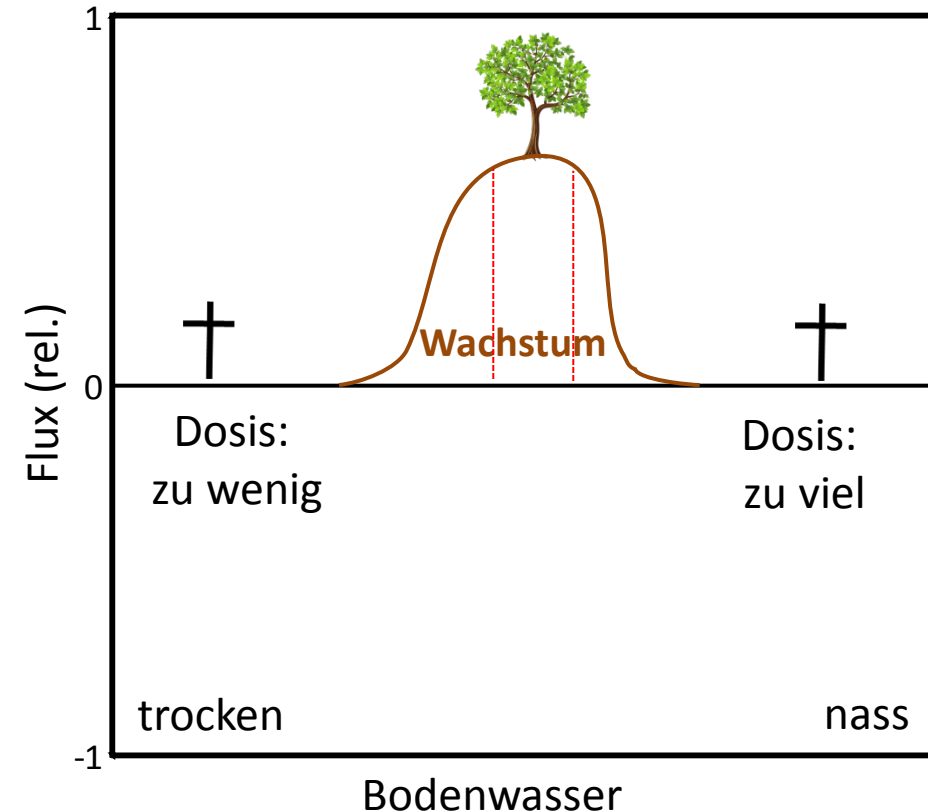 1
Flux (rel.)
Wachstum
0
Dosis:
zu wenig
Dosis:
zu viel
trocken
nass
-1
Bodenwasser